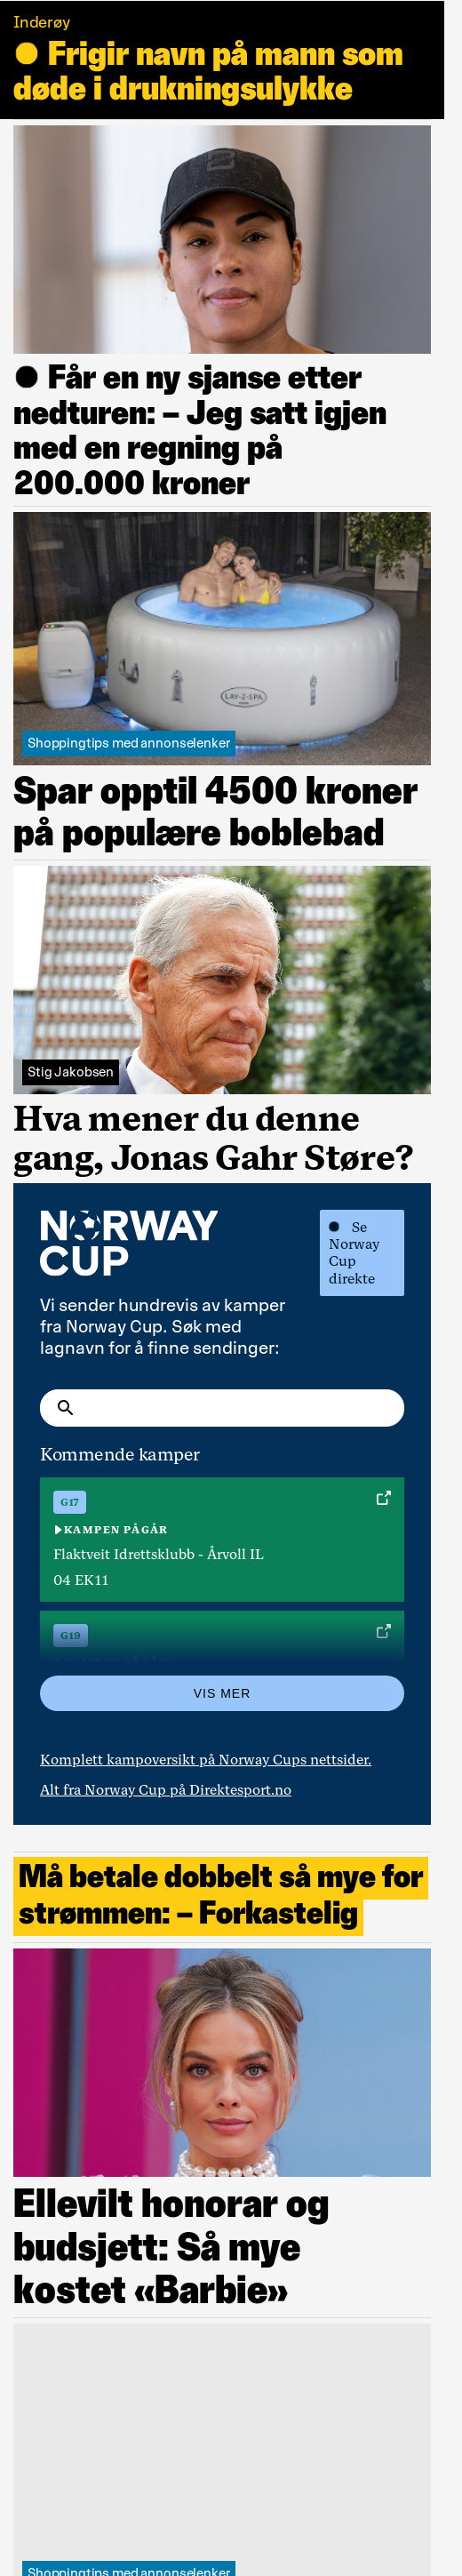 Inderøy
Frigir navn på mann som
døde i drukningsulykke
Får en ny sjanse etter
nedturen: – Jeg satt igjen
med en regning på
200.000 kroner
LAY-Z-SPA
Shoppingtips med annonselenker
Spar opptil 4500 kroner
på populære boblebad
Stig Jakobsen
Hva mener du denne
gang, Jonas Gahr Støre?
NORWAY
CUP
Se
Norway
Cup
direkte
Vi sender hundrevis av kamper
fra Norway Cup. Søk med
lagnavn for å finne sendinger:
Kommende kamper
G17
KAMPEN PÅGÅR
Flaktveit Idrettsklubb - Årvoll IL
04 EK11
G19
VIS MER
Komplett kampoversikt på Norway Cups nettsider.
Alt fra Norway Cup på Direktesport.no
Må betale dobbelt så mye for
strømmen: – Forkastelig
Ellevilt honorar og
budsjett: Så mye
kostet «Barbie»
Shoppingtips med annonselenker